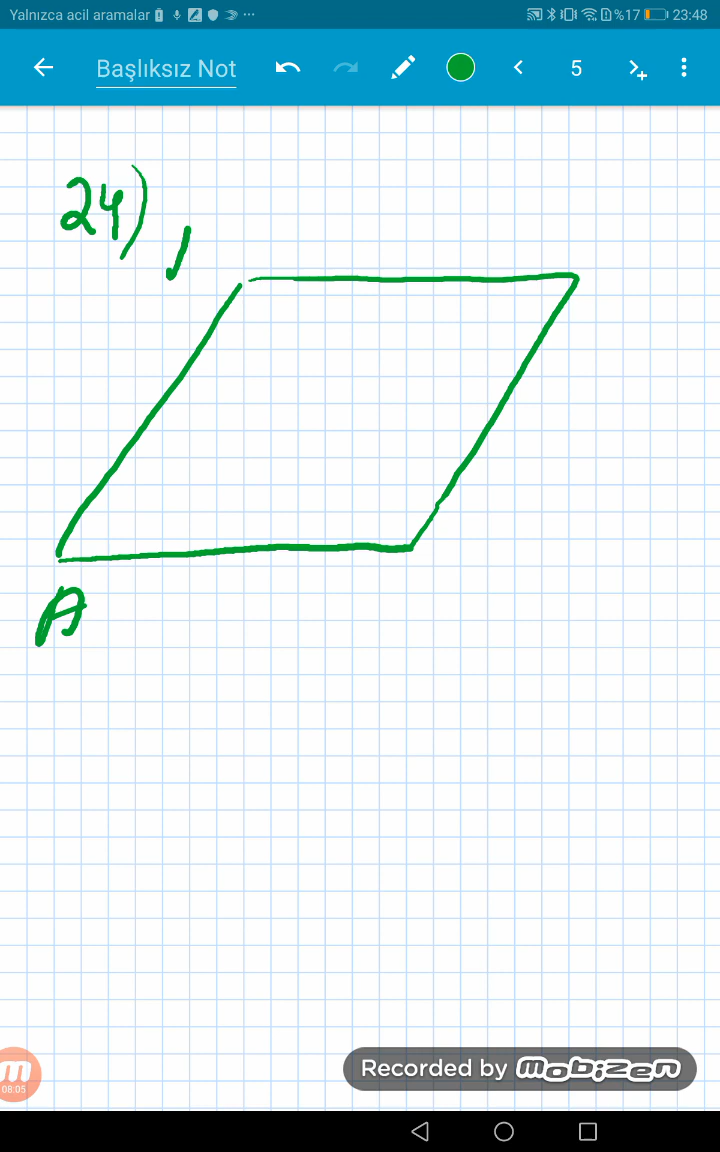 Yalnızca acil aramalar
%17 23:48
Başlıksız Not
5
24)
A
Recorded by mobizen
m
08:05